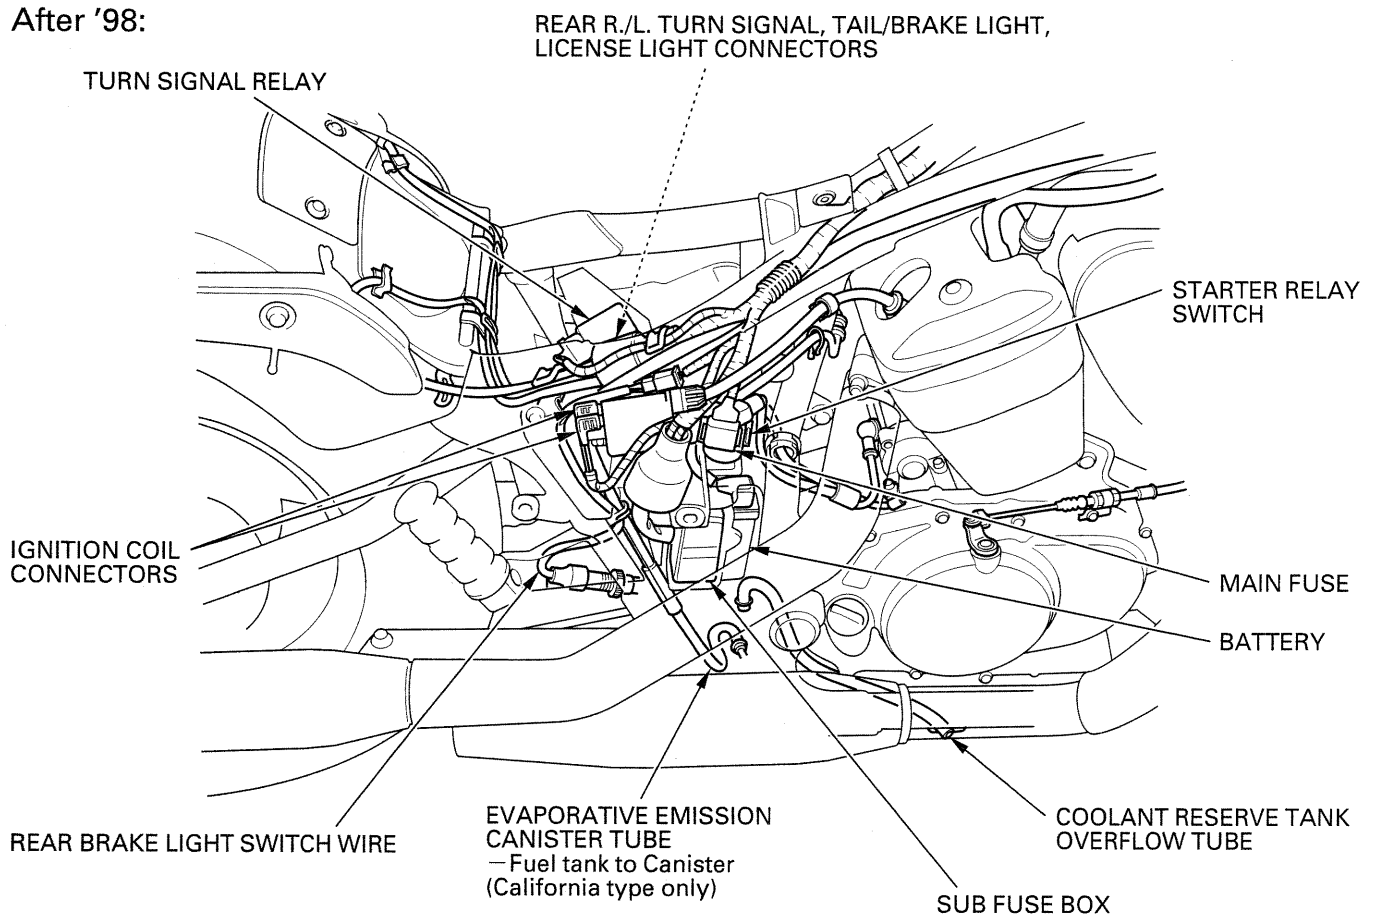 After '98:
REAR R./L. TURN SIGNAL, TAIL/BRAKE LIGHT,
LICENSE LIGHT CONNECTORS
TURN SIGNAL RELAY
STARTER RELAY
SWITCH
IGNITION COIL
CONNECTORS
MAIN FUSE
BATTERY
REAR BRAKE LIGHT SWITCH WIRE
EVAPORATIVE EMISSION
CANISTER TUBE
—Fuel tank to Canister
(California type only)
COOLANT RESERVE TANK
OVERFLOW TUBE
SUB FUSE BOX